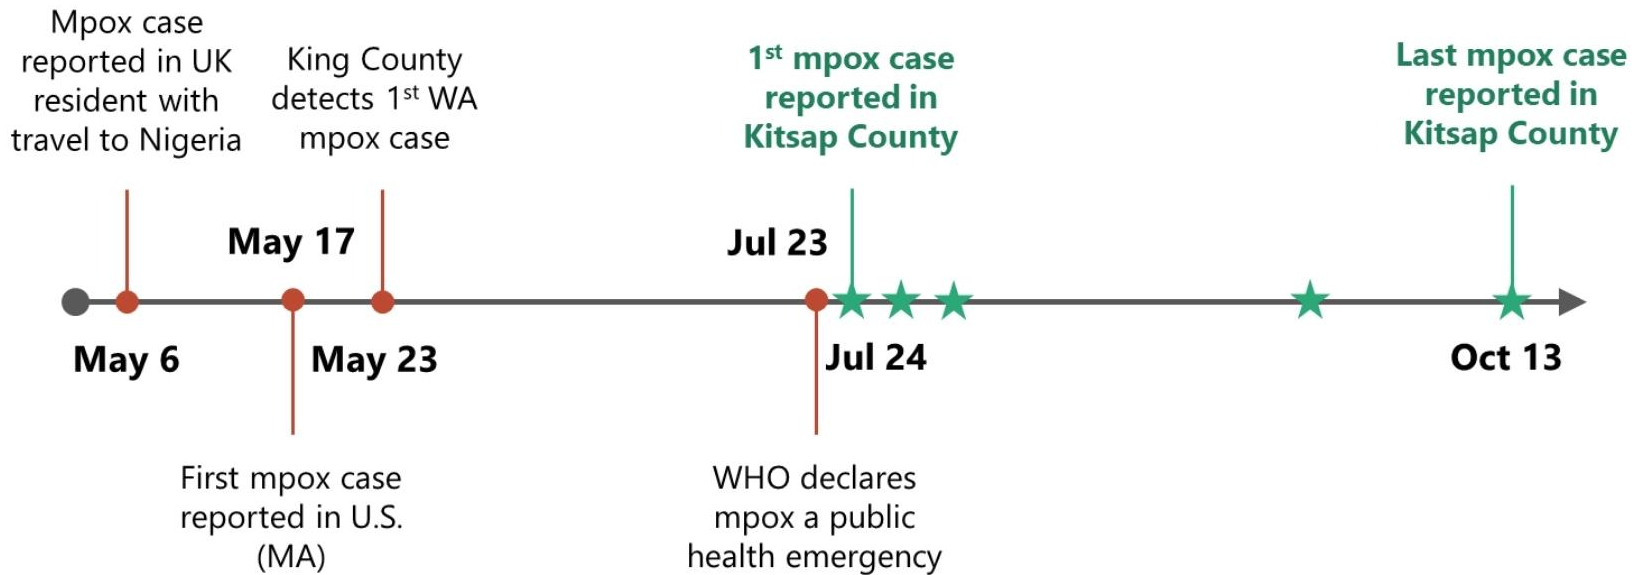 Mpox case
reported in UK
resident with
travel to Nigeria
King County
detects 1st WA
mpox case
1st mpox case
reported in
Kitsap County
Last mpox case
reported in
Kitsap County
May 17
Jul 23
May 6
May 23
Jul 24
Oct 13
First mpox case
reported in U.S.
(MA)
WHO declares
mpox a public
health emergency